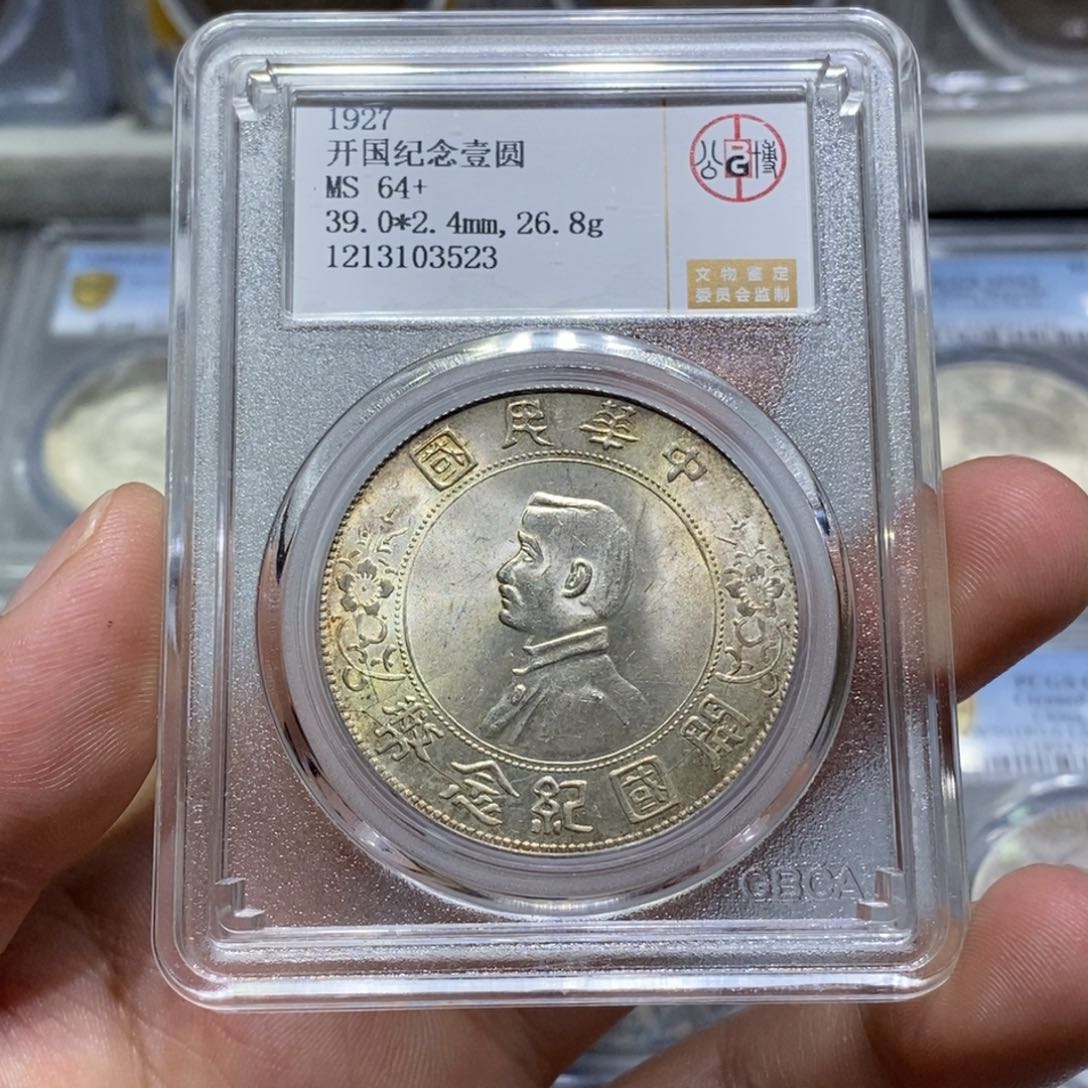 1927
开国纪念壹圆
MS 64+
39.0*2.4mm, 26.8g
1213103523
公 G 博
文物鉴定
委员会监制
中華民國
開國紀念幣
GBCA